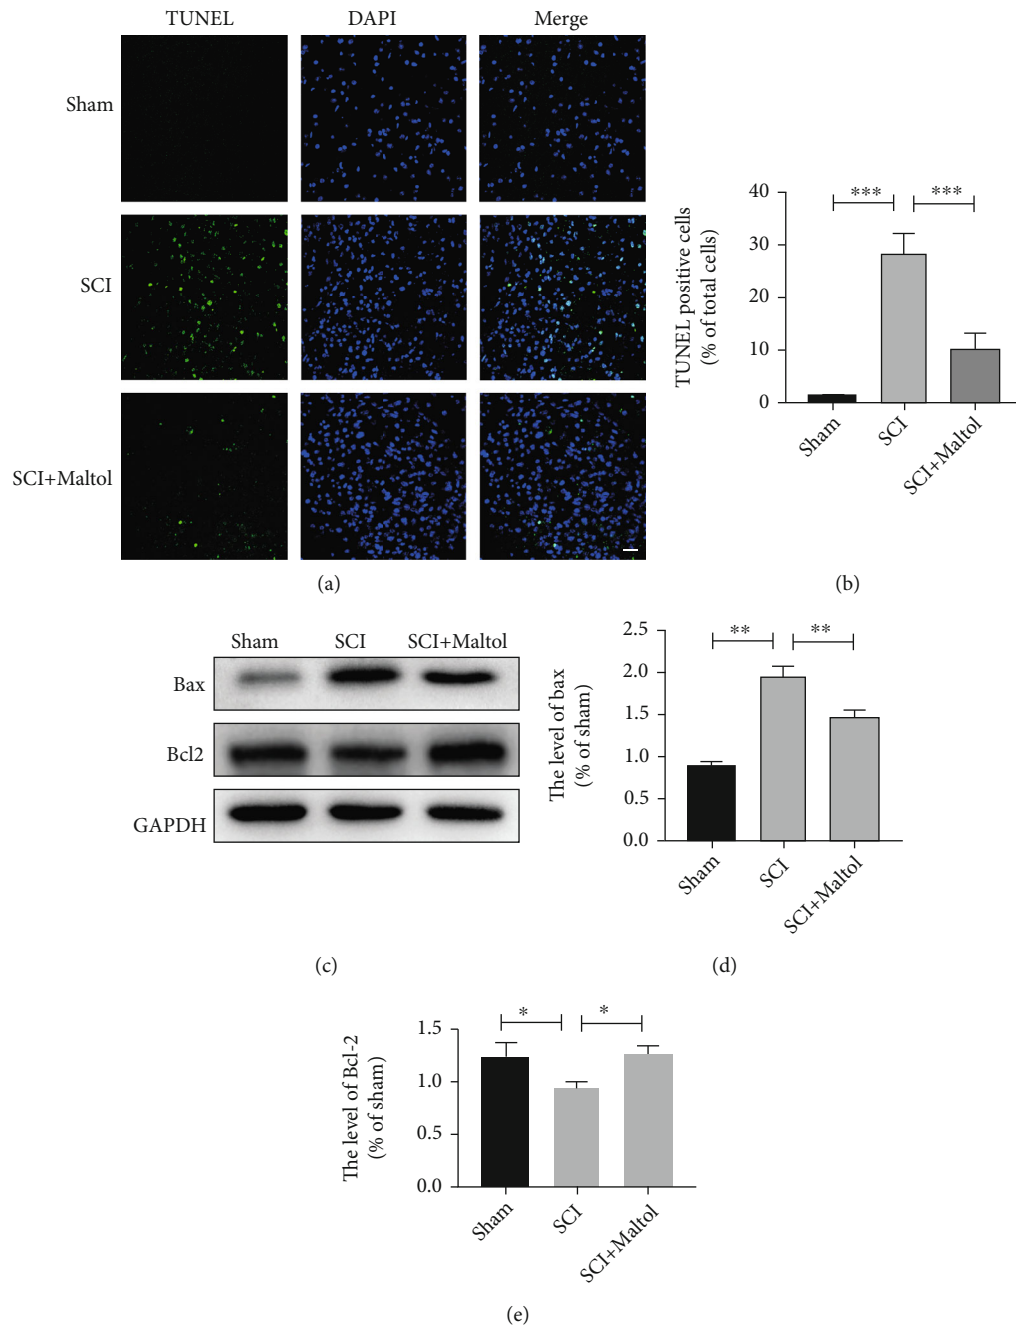 TUNEL DAPI Merge
Sham
SCI
SCI+Maltol
(a)
TUNEL positive cells
(% of total cells)
40
30
20
10
0
*** ***
Sham SCI SCI+Maltol
(b)
Sham SCI SCI+Maltol
Bax
Bcl2
GAPDH
(c)
The level of bax
(% of sham)
2.5
2.0
1.5
1.0
0.5
0.0
** **
Sham SCI SCI+Maltol
(d)
The level of Bcl-2
(% of sham)
1.5
1.0
0.5
0.0
* *
Sham SCI SCI+Maltol
(e)